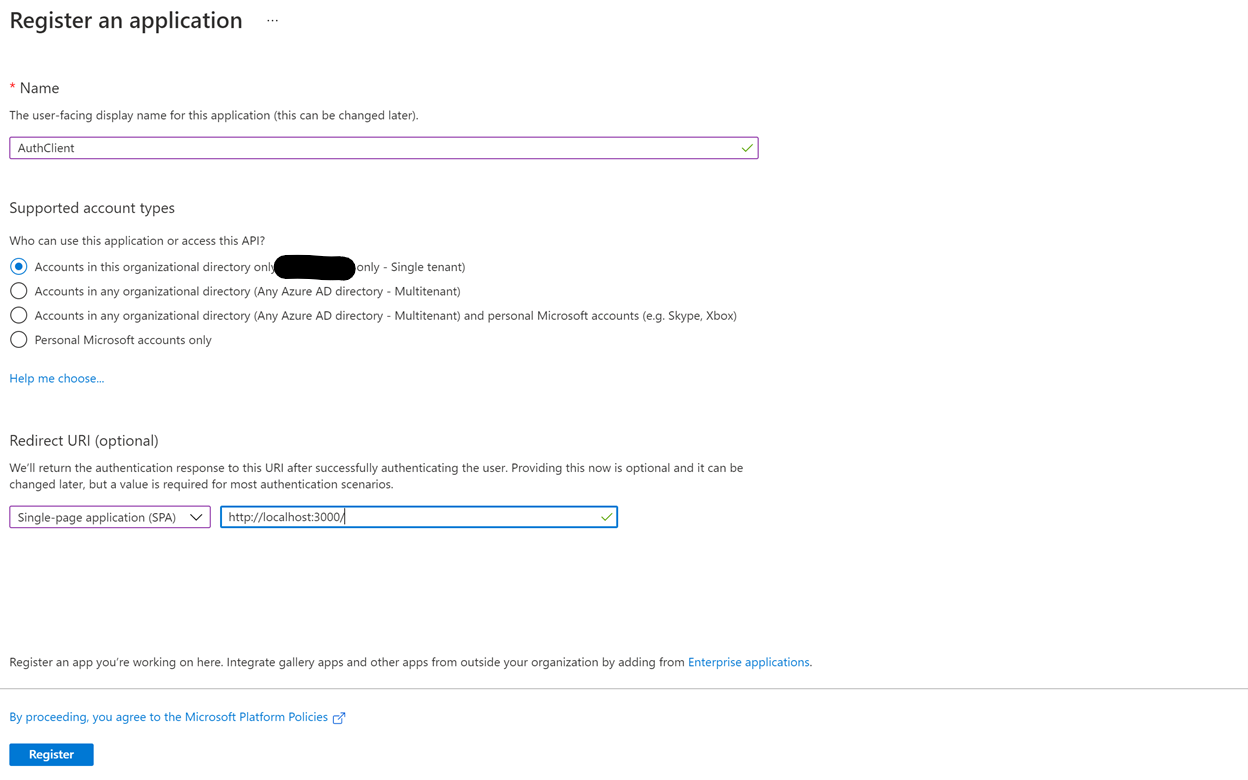 Register an application ...
* Name
The user-facing display name for this application (this can be changed later).
AuthClient
Supported account types
Who can use this application or access this API?
Accounts in this organizational directory only only - Single tenant)
Accounts in any organizational directory (Any Azure AD directory - Multitenant)
Accounts in any organizational directory (Any Azure AD directory - Multitenant) and personal Microsoft accounts (e.g. Skype, Xbox)
Personal Microsoft accounts only
Help me choose...
Redirect URI (optional)
We'll return the authentication response to this URI after successfully authenticating the user. Providing this now is optional and it can be
changed later, but a value is required for most authentication scenarios.
Single-page application (SPA) http://localhost:3000/
Register an app you're working on here. Integrate gallery apps and other apps from outside your organization by adding from Enterprise applications.
By proceeding, you agree to the Microsoft Platform Policies
Register